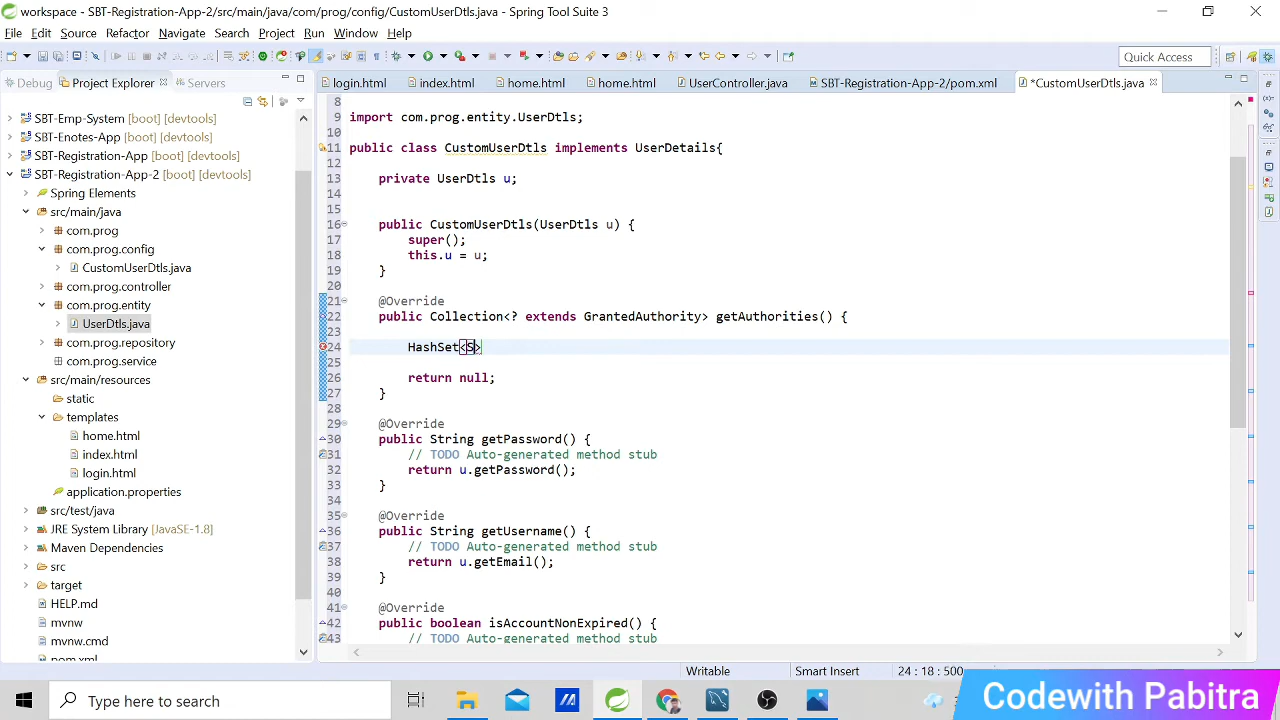 workspace - SBT-Registration-App-2/src/main/java/com/prog/config/CustomUserDtls.java - Spring Tool Suite 3
File Edit Source Refactor Navigate Search Project Run Window Help
Quick Access
Debug Project Explorer Servers
login.html index.html home.html home.html UserController.java SBT-Registration-App-2/pom.xml *CustomUserDtls.java
SBT-Emp-System [boot] [devtools]
SBT-Enotes-App [boot] [devtools]
SBT-Registration-App [boot] [devtools]
SBT-Registration-App-2 [boot] [devtools]
Spring Elements
src/main/java
com.prog
com.prog.config
CustomUserDtls.java
com.prog.controller
com.prog.entity
UserDtls.java
com.prog.repository
com.prog.service
src/main/resources
static
templates
home.html
index.html
login.html
application.properties
src/test/java
JRE System Library [JavaSE-1.8]
Maven Dependencies
src
target
HELP.md
mvnw
mvnw.cmd
pom.xml
8
9 import com.prog.entity.UserDtls;
10
11 public class CustomUserDtls implements UserDetails{
12
13 private UserDtls u;
14
15
16 public CustomUserDtls(UserDtls u) {
17 super();
18 this.u = u;
19 }
20
21 @Override
22 public Collection<? extends GrantedAuthority> getAuthorities() {
23
24 HashSet<S>
25
26 return null;
27 }
28
29 @Override
30 public String getPassword() {
31 // TODO Auto-generated method stub
32 return u.getPassword();
33 }
34
35 @Override
36 public String getUsername() {
37 // TODO Auto-generated method stub
38 return u.getEmail();
39 }
40
41 @Override
42 public boolean isAccountNonExpired() {
43 // TODO Auto-generated method stub
Writable Smart Insert 24 : 18 : 500
Type here to search
Codewith Pabitra